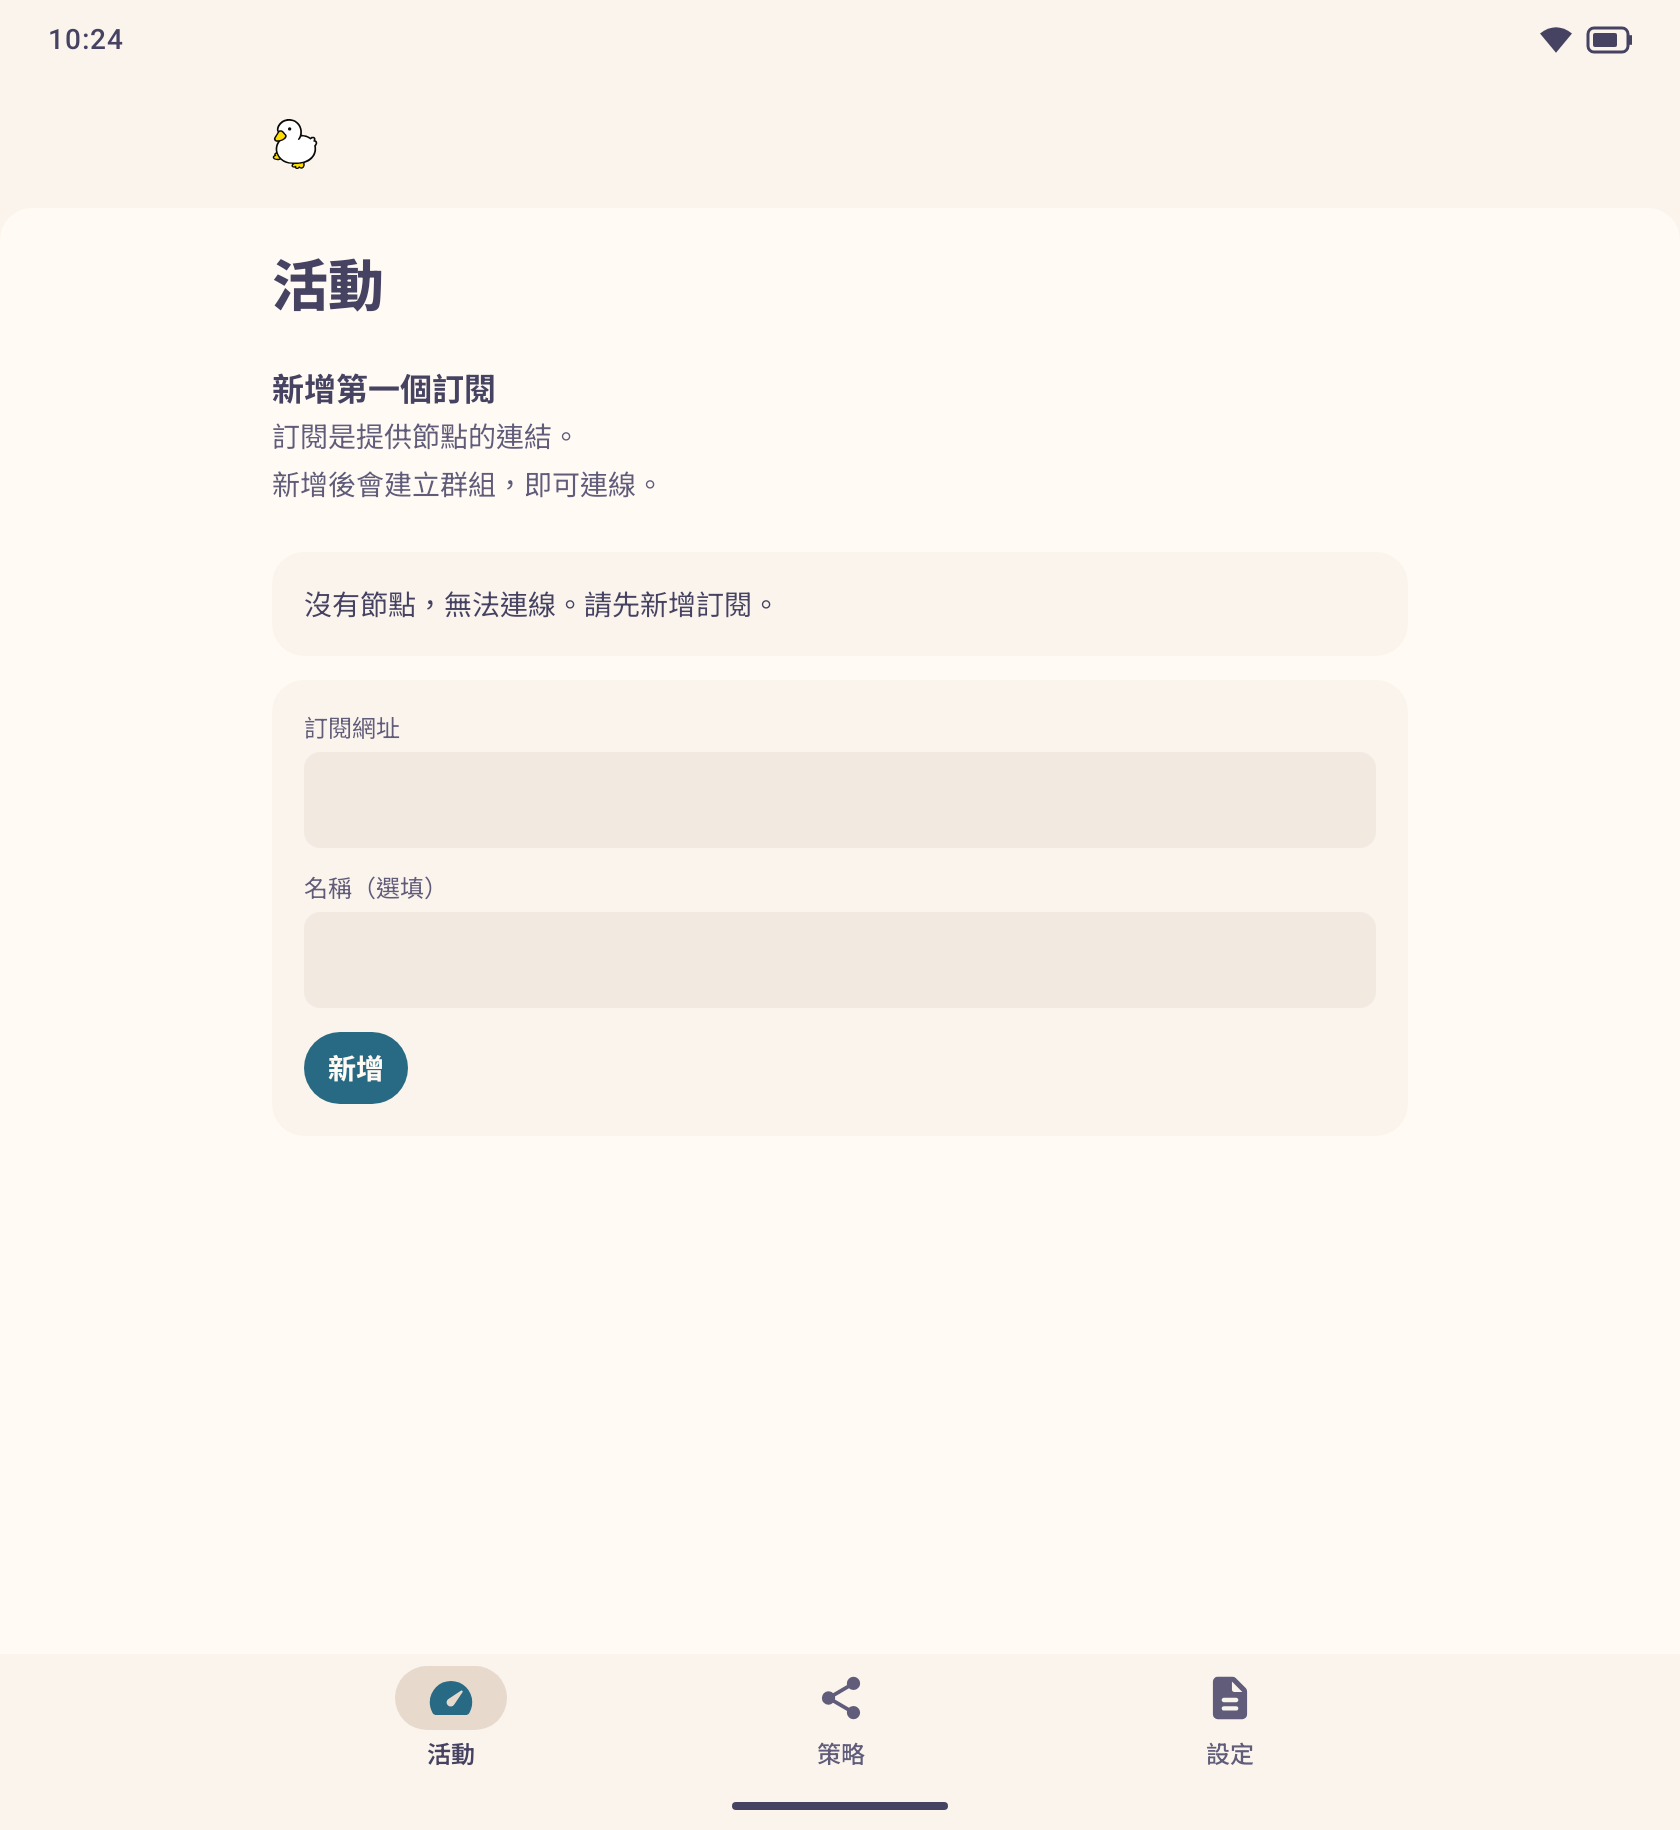 10:24
活動
新增第一個訂閱
訂閱是提供節點的連結。
新增後會建立群組，即可連線。
沒有節點，無法連線。請先新增訂閱。
訂閱網址
名稱（選填）
新增
活動
策略
設定